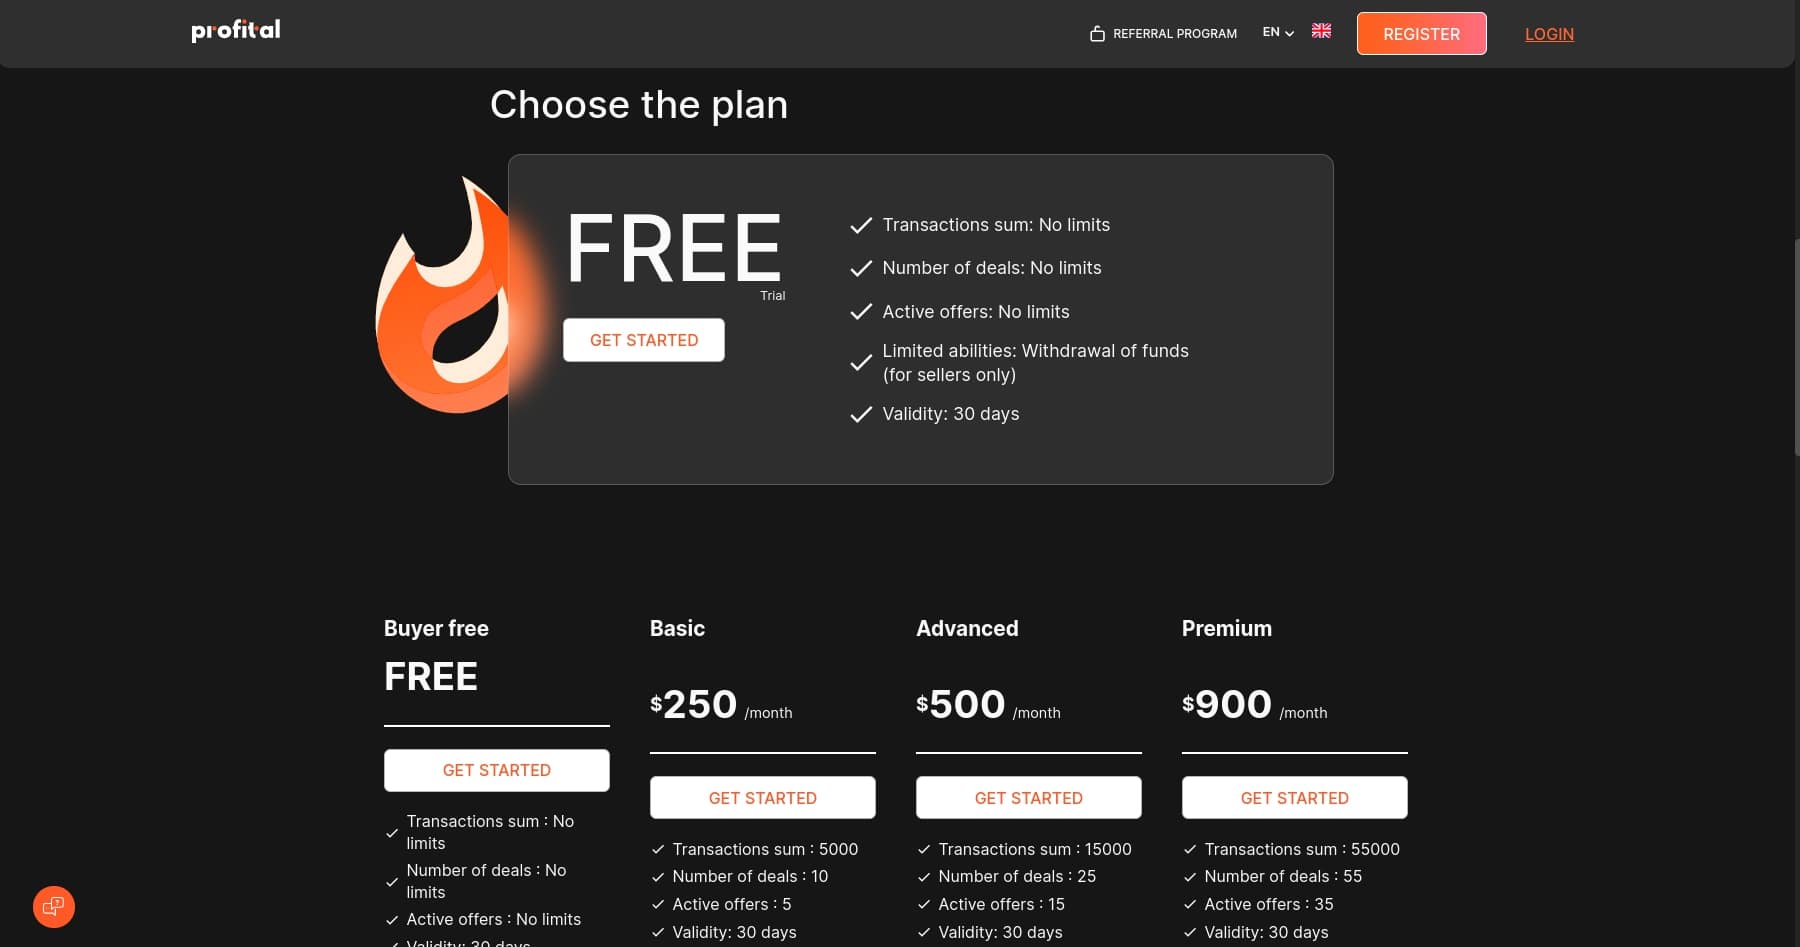 profital
REFERRAL PROGRAM
EN
REGISTER
LOGIN
Choose the plan
FREE
Trial
GET STARTED
Transactions sum: No limits
Number of deals: No limits
Active offers: No limits
Limited abilities: Withdrawal of funds
(for sellers only)
Validity: 30 days
Buyer free
FREE
GET STARTED
Transactions sum : No
limits
Number of deals : No
limits
Active offers : No limits
Validity: 30 days
Basic
$250 /month
GET STARTED
Transactions sum : 5000
Number of deals : 10
Active offers : 5
Validity: 30 days
Advanced
$500 /month
GET STARTED
Transactions sum : 15000
Number of deals : 25
Active offers : 15
Validity: 30 days
Premium
$900 /month
GET STARTED
Transactions sum : 55000
Number of deals : 55
Active offers : 35
Validity: 30 days